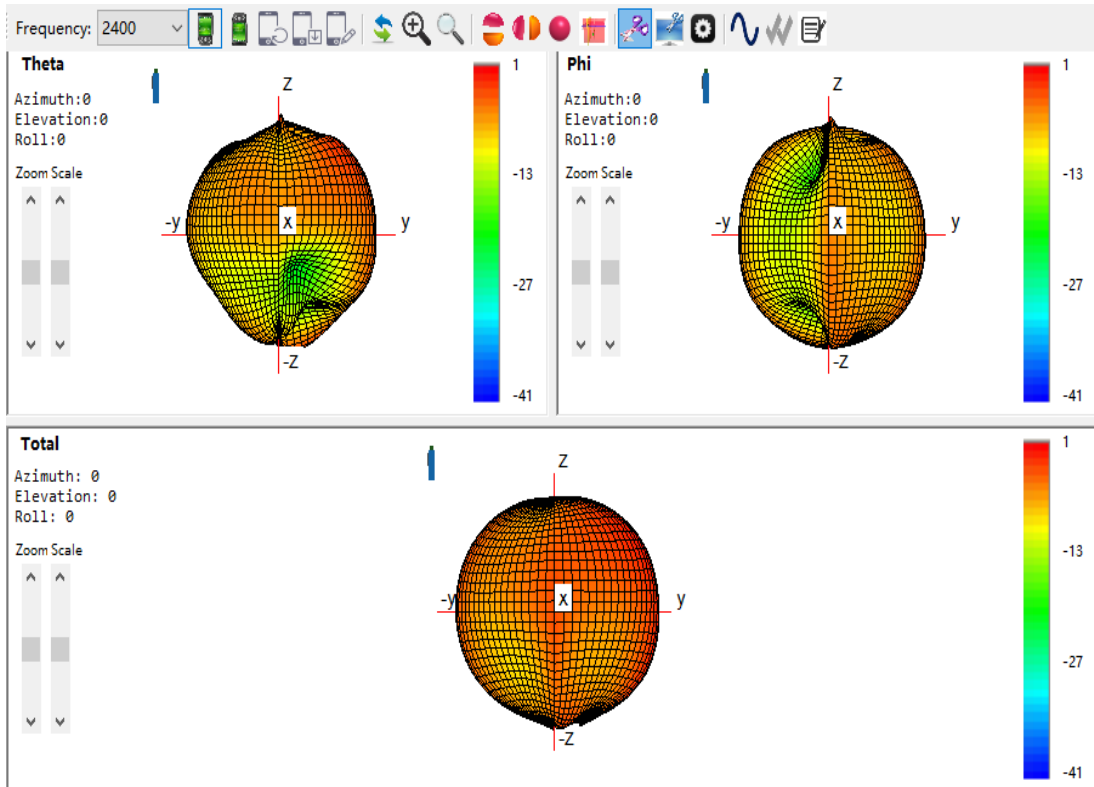 Frequency: 2400
Theta
Azimuth:0
Elevation:0
Roll:0
Zoom Scale
Z
-y
X
y
-Z
1
-13
-27
-41
Phi
Azimuth:0
Elevation:0
Roll:0
Zoom Scale
Z
-y
X
y
-Z
1
-13
-27
-41
Total
Azimuth: 0
Elevation: 0
Roll: 0
Zoom Scale
Z
-y
X
y
-Z
1
-13
-27
-41